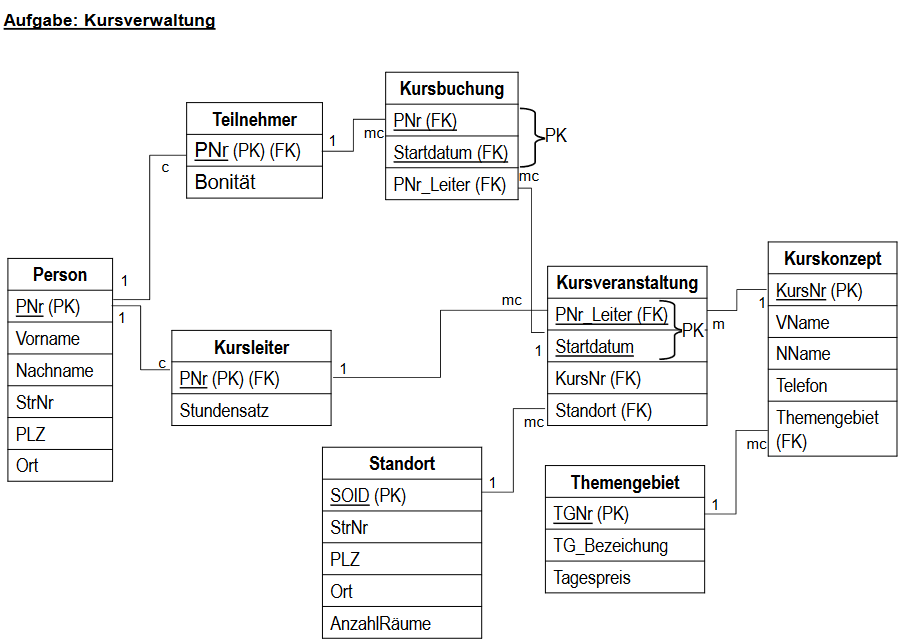 Aufgabe: Kursverwaltung
Kursbuchung
PNr (FK)
Startdatum (FK)
PNr_Leiter (FK)
PK
mc
mc
Teilnehmer
PNr (PK) (FK)
Bonität
1
c
Person
PNr (PK)
Vorname
Nachname
StrNr
PLZ
Ort
1
1
Kursleiter
PNr (PK) (FK)
Stundensatz
c
1
Kursveranstaltung
PNr_Leiter (FK)
Startdatum
KursNr (FK)
Standort (FK)
PK
mc
1
mc
m
Kurskonzept
KursNr (PK)
VName
NName
Telefon
Themengebiet
(FK)
1
mc
Standort
SOID (PK)
StrNr
PLZ
Ort
AnzahlRäume
1
Themengebiet
TGNr (PK)
TG_Bezeichung
Tagespreis
1